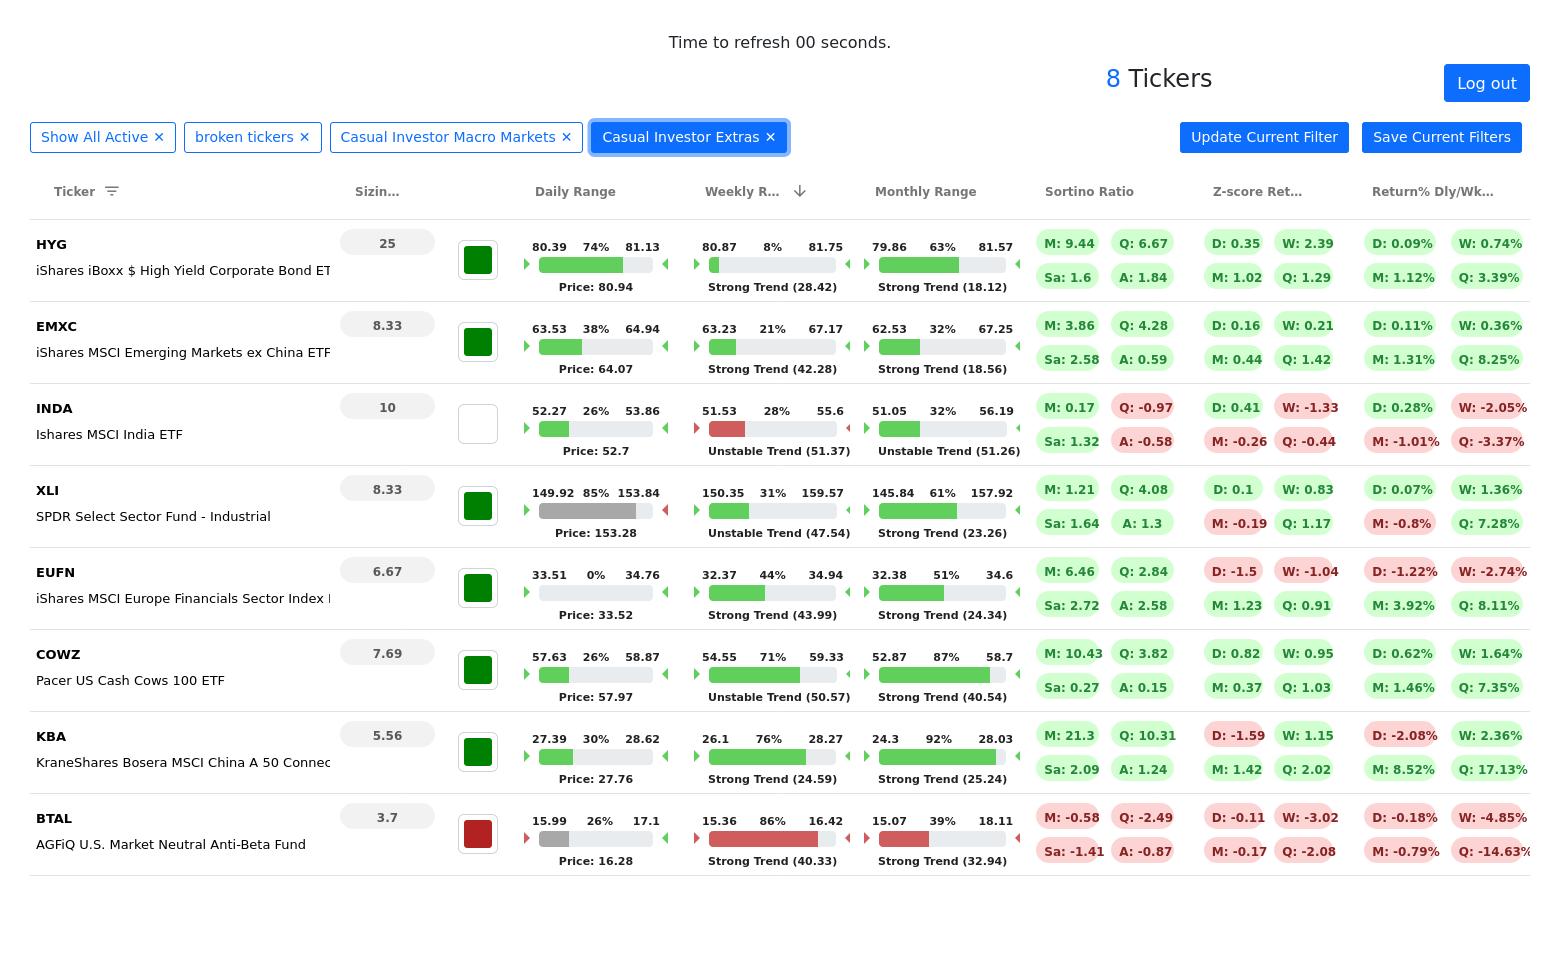 Time to refresh 00 seconds.
8 Tickers
Log out
Show All Active ✕ broken tickers ✕ Casual Investor Macro Markets ✕ Casual Investor Extras ✕ Update Current Filter Save Current Filters
Ticker Sizin... Daily Range Weekly R... Monthly Range Sortino Ratio Z-score Ret... Return% Dly/Wk...
HYG 25 80.39 74% 81.13 80.87 8% 81.75 79.86 63% 81.57 M: 9.44 Q: 6.67 D: 0.35 W: 2.39 D: 0.09% W: 0.74%
iShares iBoxx $ High Yield Corporate Bond ET Price: 80.94 Strong Trend (28.42) Strong Trend (18.12) Sa: 1.6 A: 1.84 M: 1.02 Q: 1.29 M: 1.12% Q: 3.39%
EMXC 8.33 63.53 38% 64.94 63.23 21% 67.17 62.53 32% 67.25 M: 3.86 Q: 4.28 D: 0.16 W: 0.21 D: 0.11% W: 0.36%
iShares MSCI Emerging Markets ex China ETF Price: 64.07 Strong Trend (42.28) Strong Trend (18.56) Sa: 2.58 A: 0.59 M: 0.44 Q: 1.42 M: 1.31% Q: 8.25%
INDA 10 52.27 26% 53.86 51.53 28% 55.6 51.05 32% 56.19 M: 0.17 Q: -0.97 D: 0.41 W: -1.33 D: 0.28% W: -2.05%
Ishares MSCI India ETF Price: 52.7 Unstable Trend (51.37) Unstable Trend (51.26) Sa: 1.32 A: -0.58 M: -0.26 Q: -0.44 M: -1.01% Q: -3.37%
XLI 8.33 149.92 85% 153.84 150.35 31% 159.57 145.84 61% 157.92 M: 1.21 Q: 4.08 D: 0.1 W: 0.83 D: 0.07% W: 1.36%
SPDR Select Sector Fund - Industrial Price: 153.28 Unstable Trend (47.54) Strong Trend (23.26) Sa: 1.64 A: 1.3 M: -0.19 Q: 1.17 M: -0.8% Q: 7.28%
EUFN 6.67 33.51 0% 34.76 32.37 44% 34.94 32.38 51% 34.6 M: 6.46 Q: 2.84 D: -1.5 W: -1.04 D: -1.22% W: -2.74%
iShares MSCI Europe Financials Sector Index Price: 33.52 Strong Trend (43.99) Strong Trend (24.34) Sa: 2.72 A: 2.58 M: 1.23 Q: 0.91 M: 3.92% Q: 8.11%
COWZ 7.69 57.63 26% 58.87 54.55 71% 59.33 52.87 87% 58.7 M: 10.43 Q: 3.82 D: 0.82 W: 0.95 D: 0.62% W: 1.64%
Pacer US Cash Cows 100 ETF Price: 57.97 Unstable Trend (50.57) Strong Trend (40.54) Sa: 0.27 A: 0.15 M: 0.37 Q: 1.03 M: 1.46% Q: 7.35%
KBA 5.56 27.39 30% 28.62 26.1 76% 28.27 24.3 92% 28.03 M: 21.3 Q: 10.31 D: -1.59 W: 1.15 D: -2.08% W: 2.36%
KraneShares Bosera MSCI China A 50 Connec Price: 27.76 Strong Trend (24.59) Strong Trend (25.24) Sa: 2.09 A: 1.24 M: 1.42 Q: 2.02 M: 8.52% Q: 17.13%
BTAL 3.7 15.99 26% 17.1 15.36 86% 16.42 15.07 39% 18.11 M: -0.58 Q: -2.49 D: -0.11 W: -3.02 D: -0.18% W: -4.85%
AGFiQ U.S. Market Neutral Anti-Beta Fund Price: 16.28 Strong Trend (40.33) Strong Trend (32.94) Sa: -1.41 A: -0.87 M: -0.17 Q: -2.08 M: -0.79% Q: -14.63%